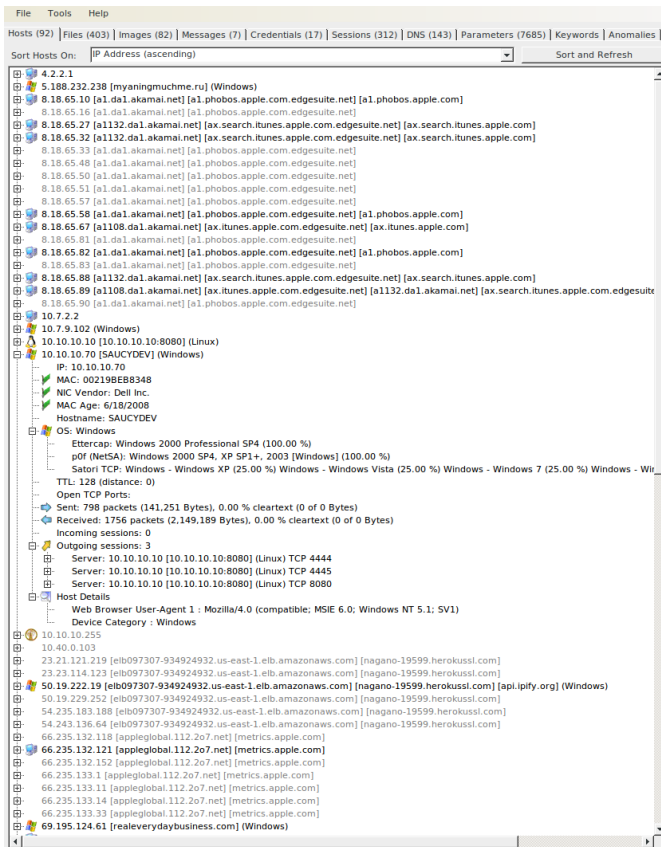 File Tools Help
Hosts (92) | Files (403) | Images (82) | Messages (7) | Credentials (17) | Sessions (312) | DNS (143) | Parameters (7685) | Keywords | Anomalies |
Sort Hosts On: IP Address (ascending) Sort and Refresh
4.2.2.1
5.188.232.238 [myaningmuchme.ru] (Windows)
8.18.65.10 [a1.da1.akamai.net] [a1.phobos.apple.com.edgesuite.net] [a1.phobos.apple.com]
8.18.65.16 [a1.da1.akamai.net] [a1.phobos.apple.com.edgesuite.net]
8.18.65.27 [a1132.da1.akamai.net] [ax.search.itunes.apple.com.edgesuite.net] [ax.search.itunes.apple.com]
8.18.65.32 [a1132.da1.akamai.net] [ax.search.itunes.apple.com.edgesuite.net] [ax.search.itunes.apple.com]
8.18.65.33 [a1.da1.akamai.net] [a1.phobos.apple.com.edgesuite.net]
8.18.65.48 [a1.da1.akamai.net] [a1.phobos.apple.com.edgesuite.net]
8.18.65.50 [a1.da1.akamai.net] [a1.phobos.apple.com.edgesuite.net]
8.18.65.51 [a1.da1.akamai.net] [a1.phobos.apple.com.edgesuite.net]
8.18.65.57 [a1.da1.akamai.net] [a1.phobos.apple.com.edgesuite.net]
8.18.65.58 [a1.da1.akamai.net] [a1.phobos.apple.com.edgesuite.net] [a1.phobos.apple.com]
8.18.65.67 [a1108.da1.akamai.net] [ax.itunes.apple.com.edgesuite.net] [ax.itunes.apple.com]
8.18.65.81 [a1.da1.akamai.net] [a1.phobos.apple.com.edgesuite.net]
8.18.65.82 [a1.da1.akamai.net] [a1.phobos.apple.com.edgesuite.net] [a1.phobos.apple.com]
8.18.65.83 [a1.da1.akamai.net] [a1.phobos.apple.com.edgesuite.net]
8.18.65.88 [a1132.da1.akamai.net] [ax.search.itunes.apple.com.edgesuite.net] [ax.search.itunes.apple.com]
8.18.65.89 [a1108.da1.akamai.net] [ax.itunes.apple.com.edgesuite.net] [a1132.da1.akamai.net] [ax.search.itunes.apple.com.edgesuite
8.18.65.90 [a1.da1.akamai.net] [a1.phobos.apple.com.edgesuite.net]
10.7.2.2
10.7.9.102 (Windows)
10.10.10.10 [10.10.10.10:8080] (Linux)
10.10.10.70 [SAUCYDEV] (Windows)
IP: 10.10.10.70
MAC: 00219BEB8348
NIC Vendor: Dell Inc.
MAC Age: 6/18/2008
Hostname: SAUCYDEV
OS: Windows
Ettercap: Windows 2000 Professional SP4 (100.00 %)
p0f (NetSA): Windows 2000 SP4, XP SP1+, 2003 [Windows] (100.00 %)
Satori TCP: Windows - Windows XP (25.00 %) Windows - Windows Vista (25.00 %) Windows - Windows 7 (25.00 %) Windows - Wi
TTL: 128 (distance: 0)
Open TCP Ports:
Sent: 798 packets (141,251 Bytes), 0.00 % cleartext (0 of 0 Bytes)
Received: 1756 packets (2,149,189 Bytes), 0.00 % cleartext (0 of 0 Bytes)
Incoming sessions: 0
Outgoing sessions: 3
Server: 10.10.10.10 [10.10.10.10:8080] (Linux) TCP 4444
Server: 10.10.10.10 [10.10.10.10:8080] (Linux) TCP 4445
Server: 10.10.10.10 [10.10.10.10:8080] (Linux) TCP 8080
Host Details
Web Browser User-Agent 1 : Mozilla/4.0 (compatible; MSIE 6.0; Windows NT 5.1; SV1)
Device Category : Windows
10.10.10.255
10.40.0.103
23.21.121.219 [elb097307-934924932.us-east-1.elb.amazonaws.com] [nagano-19599.herokussl.com]
23.23.114.123 [elb097307-934924932.us-east-1.elb.amazonaws.com] [nagano-19599.herokussl.com]
50.19.222.19 [elb097307-934924932.us-east-1.elb.amazonaws.com] [nagano-19599.herokussl.com] [api.ipify.org] (Windows)
50.19.229.252 [elb097307-934924932.us-east-1.elb.amazonaws.com] [nagano-19599.herokussl.com]
54.235.183.188 [elb097307-934924932.us-east-1.elb.amazonaws.com] [nagano-19599.herokussl.com]
54.243.136.64 [elb097307-934924932.us-east-1.elb.amazonaws.com] [nagano-19599.herokussl.com]
66.235.132.118 [appleglobal.112.2o7.net] [metrics.apple.com]
66.235.132.121 [appleglobal.112.2o7.net] [metrics.apple.com]
66.235.132.152 [appleglobal.112.2o7.net] [metrics.apple.com]
66.235.133.1 [appleglobal.112.2o7.net] [metrics.apple.com]
66.235.133.11 [appleglobal.112.2o7.net] [metrics.apple.com]
66.235.133.14 [appleglobal.112.2o7.net] [metrics.apple.com]
66.235.133.33 [appleglobal.112.2o7.net] [metrics.apple.com]
69.195.124.61 [realeverydaybusiness.com] (Windows)